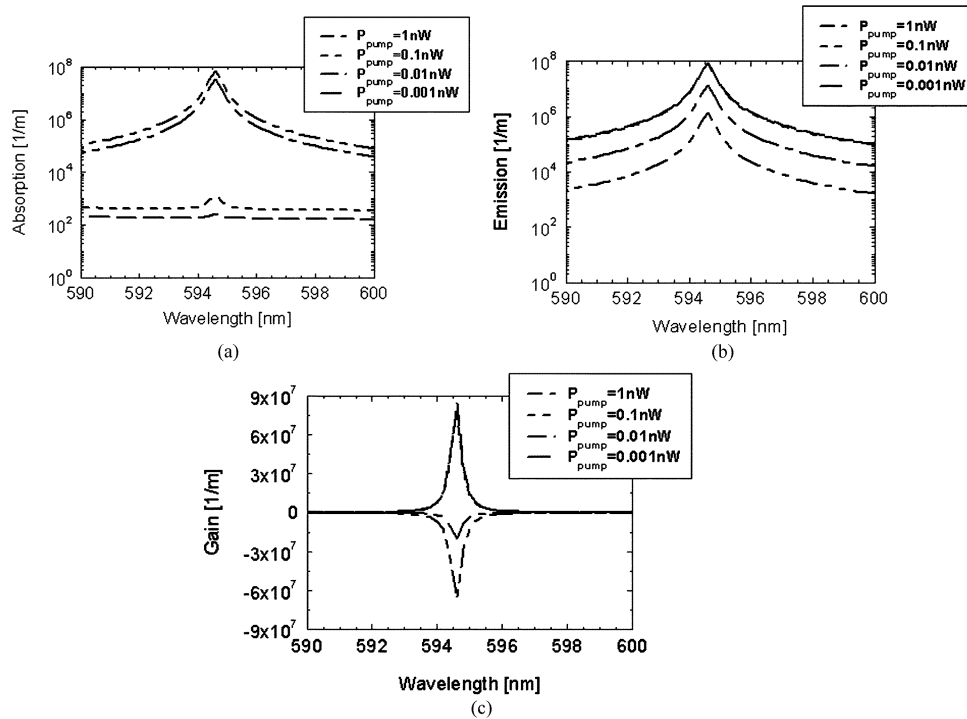 P_pump=1nW
P_pump=0.1nW
P_pump=0.01nW
P_pump=0.001nW
Absorption [1/m]
10^8
10^6
10^4
10^2
10^0
590 592 594 596 598 600
Wavelength [nm]
(a)
P_pump=1nW
P_pump=0.1nW
P_pump=0.01nW
P_pump=0.001nW
Emission [1/m]
10^8
10^6
10^4
10^2
10^0
590 592 594 596 598 600
Wavelength [nm]
(b)
P_pump=1nW
P_pump=0.1nW
P_pump=0.01nW
P_pump=0.001nW
Gain [1/m]
9x10^7
6x10^7
3x10^7
0
-3x10^7
-6x10^7
-9x10^7
590 592 594 596 598 600
Wavelength [nm]
(c)